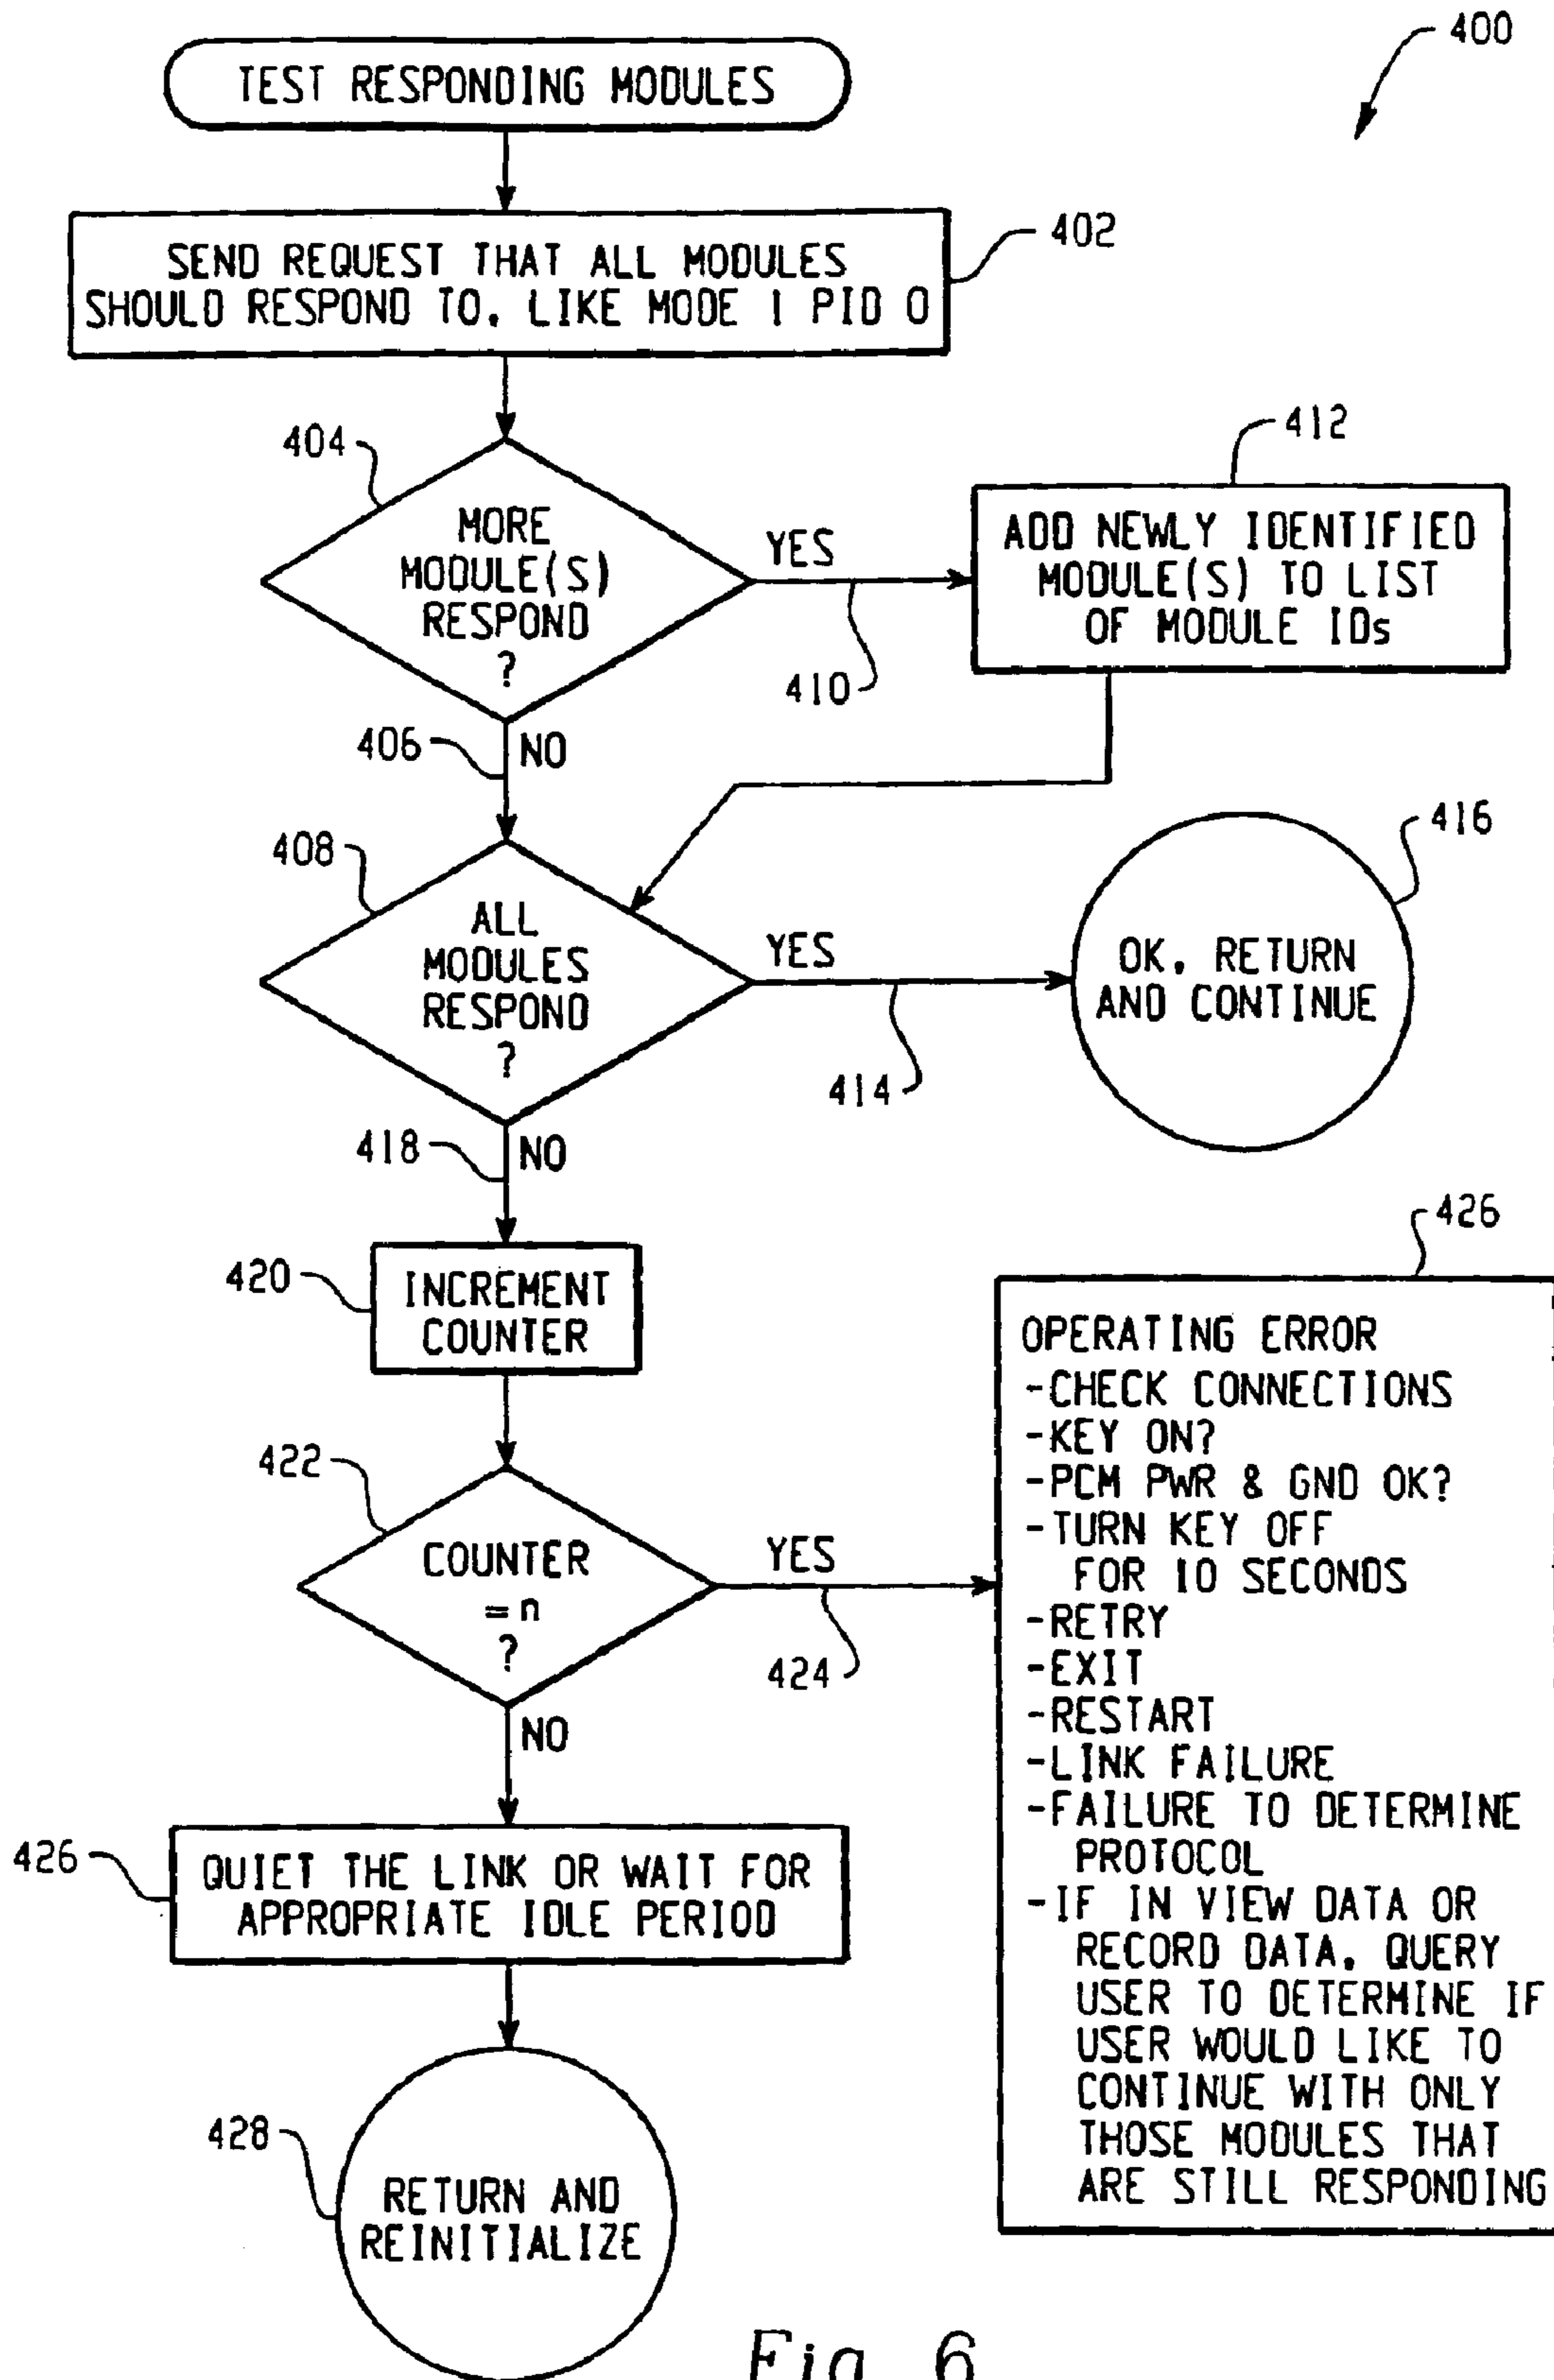 400
TEST RESPONDING MODULES
402
SEND REQUEST THAT ALL MODULES
SHOULD RESPOND TO, LIKE MODE 1 PID 0
404
MORE
MODULE(S)
RESPOND
?
YES
410
412
ADD NEWLY IDENTIFIED
MODULE(S) TO LIST
OF MODULE IDs
406
NO
408
ALL
MODULES
RESPOND
?
YES
414
416
OK, RETURN
AND CONTINUE
418
NO
420
INCREMENT
COUNTER
422
COUNTER
=n
?
YES
424
426
OPERATING ERROR
-CHECK CONNECTIONS
-KEY ON?
-PCM PWR & GND OK?
-TURN KEY OFF
FOR 10 SECONDS
-RETRY
-EXIT
-RESTART
-LINK FAILURE
-FAILURE TO DETERMINE
PROTOCOL
-IF IN VIEW DATA OR
RECORD DATA, QUERY
USER TO DETERMINE IF
USER WOULD LIKE TO
CONTINUE WITH ONLY
THOSE MODULES THAT
ARE STILL RESPONDING
NO
426
QUIET THE LINK OR WAIT FOR
APPROPRIATE IDLE PERIOD
428
RETURN AND
REINITIALIZE
Fig 6